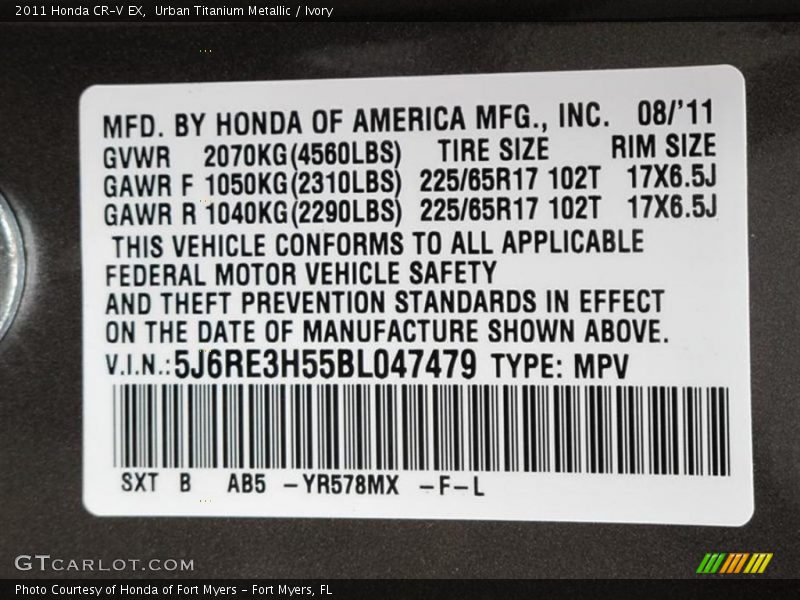 2011 Honda CR-V EX, Urban Titanium Metallic / Ivory
MFD. BY HONDA OF AMERICA MFG., INC. 08/'11
GVWR 2070KG(4560LBS) TIRE SIZE RIM SIZE
GAWR F 1050KG(2310LBS) 225/65R17 102T 17X6.5J
GAWR R 1040KG(2290LBS) 225/65R17 102T 17X6.5J
THIS VEHICLE CONFORMS TO ALL APPLICABLE
FEDERAL MOTOR VEHICLE SAFETY
AND THEFT PREVENTION STANDARDS IN EFFECT
ON THE DATE OF MANUFACTURE SHOWN ABOVE.
V.I.N.:5J6RE3H55BL047479 TYPE: MPV
SXT B AB5 -YR578MX -F-L
GTCARLOT.COM
Photo Courtesy of Honda of Fort Myers - Fort Myers, FL